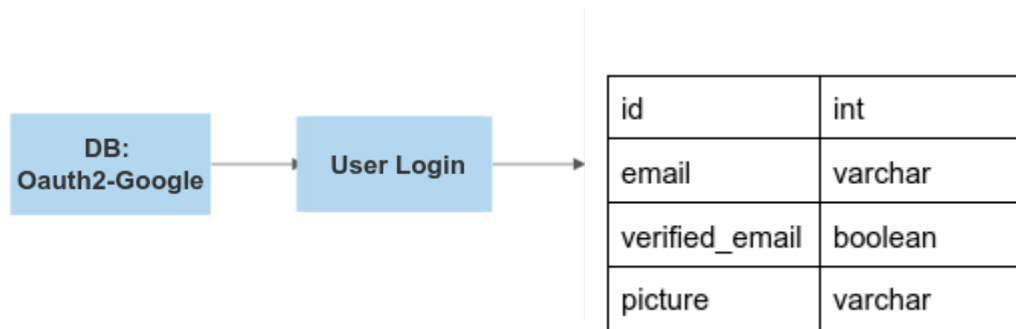 DB:
Oauth2-Google
User Login
id int
email varchar
verified_email boolean
picture varchar